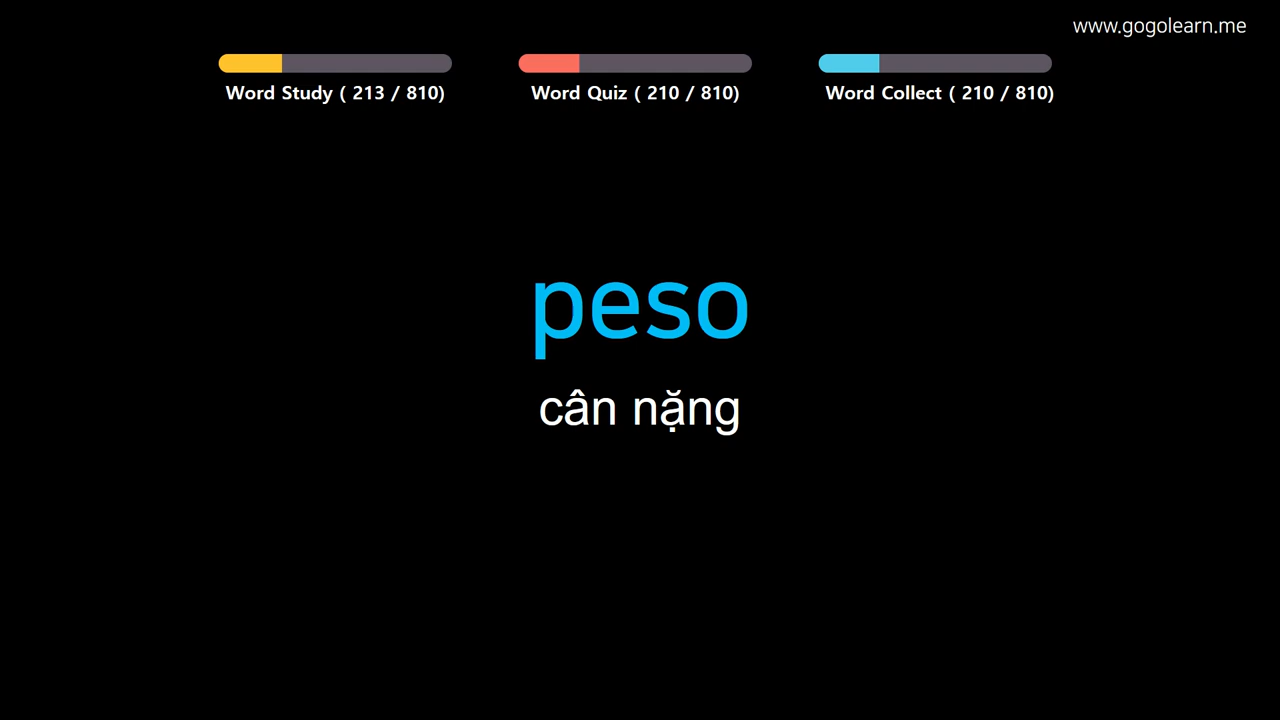 www.gogolearn.me
Word Study ( 213 / 810)
Word Quiz ( 210 / 810)
Word Collect ( 210 / 810)
peso
cân nặng